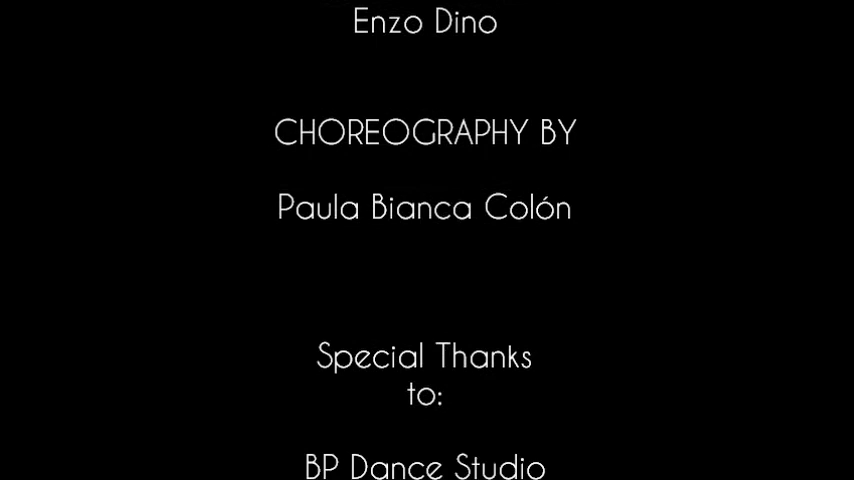 Enzo Dino
CHOREOGRAPHY BY
Paula Bianca Colón
Special Thanks
to:
BP Dance Studio